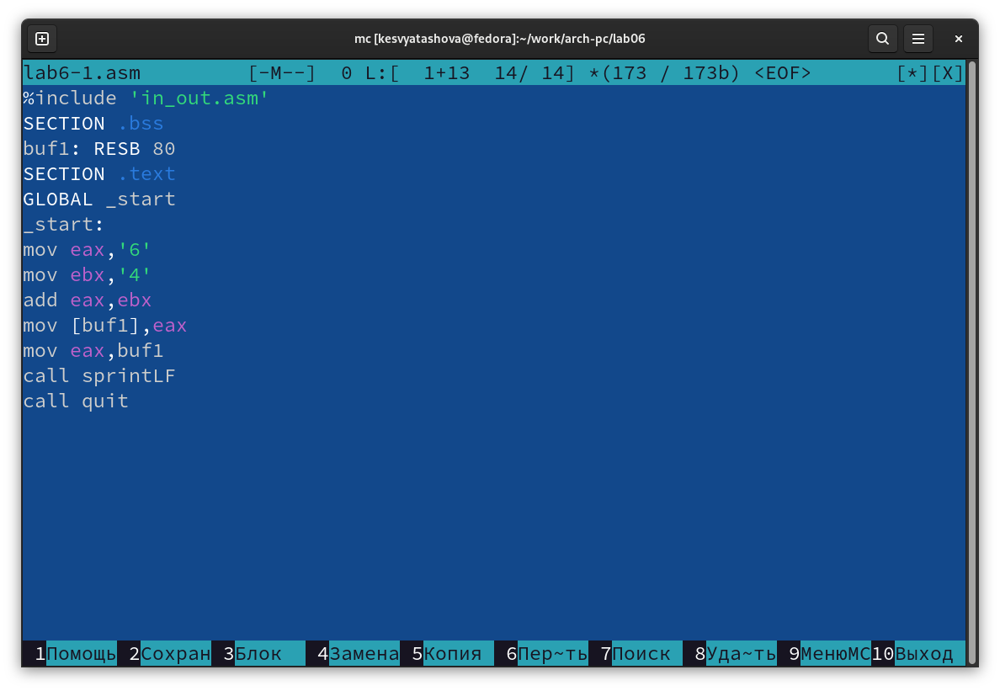 mc [kesvyatashova@fedora]:~/work/arch-pc/lab06
lab6-1.asm [-M--] 0 L:[ 1+13 14/ 14] *(173 / 173b) <EOF> [*][X]
%include 'in_out.asm'
SECTION .bss
buf1: RESB 80
SECTION .text
GLOBAL _start
_start:
mov eax,'6'
mov ebx,'4'
add eax,ebx
mov [buf1],eax
mov eax,buf1
call sprintLF
call quit
1Помощь 2Сохран 3Блок 4Замена 5Копия 6Пер~ть 7Поиск 8Уда~ть 9МенюMC 10Выход